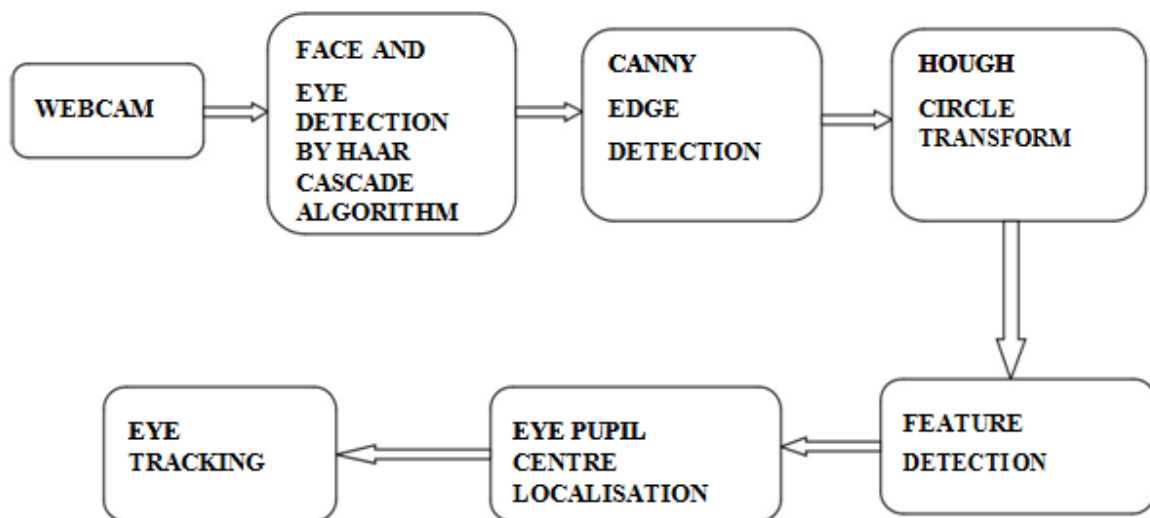 WEBCAM
FACE AND
EYE
DETECTION
BY HAAR
CASCADE
ALGORITHM
CANNY
EDGE
DETECTION
HOUGH
CIRCLE
TRANSFORM
FEATURE
DETECTION
EYE PUPIL
CENTRE
LOCALISATION
EYE
TRACKING